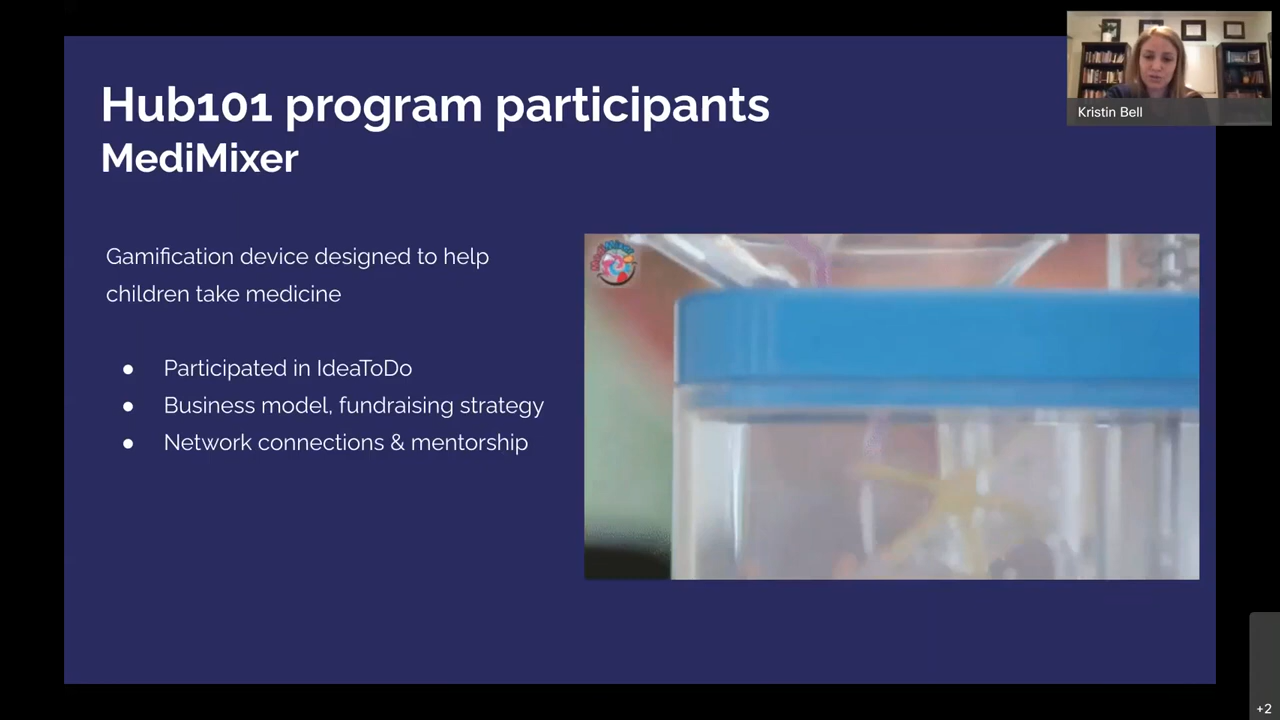 Hub101 program participants
MediMixer
Kristin Bell
Gamification device designed to help
children take medicine
● Participated in IdeaToDo
● Business model, fundraising strategy
● Network connections & mentorship
MediMixer
+2